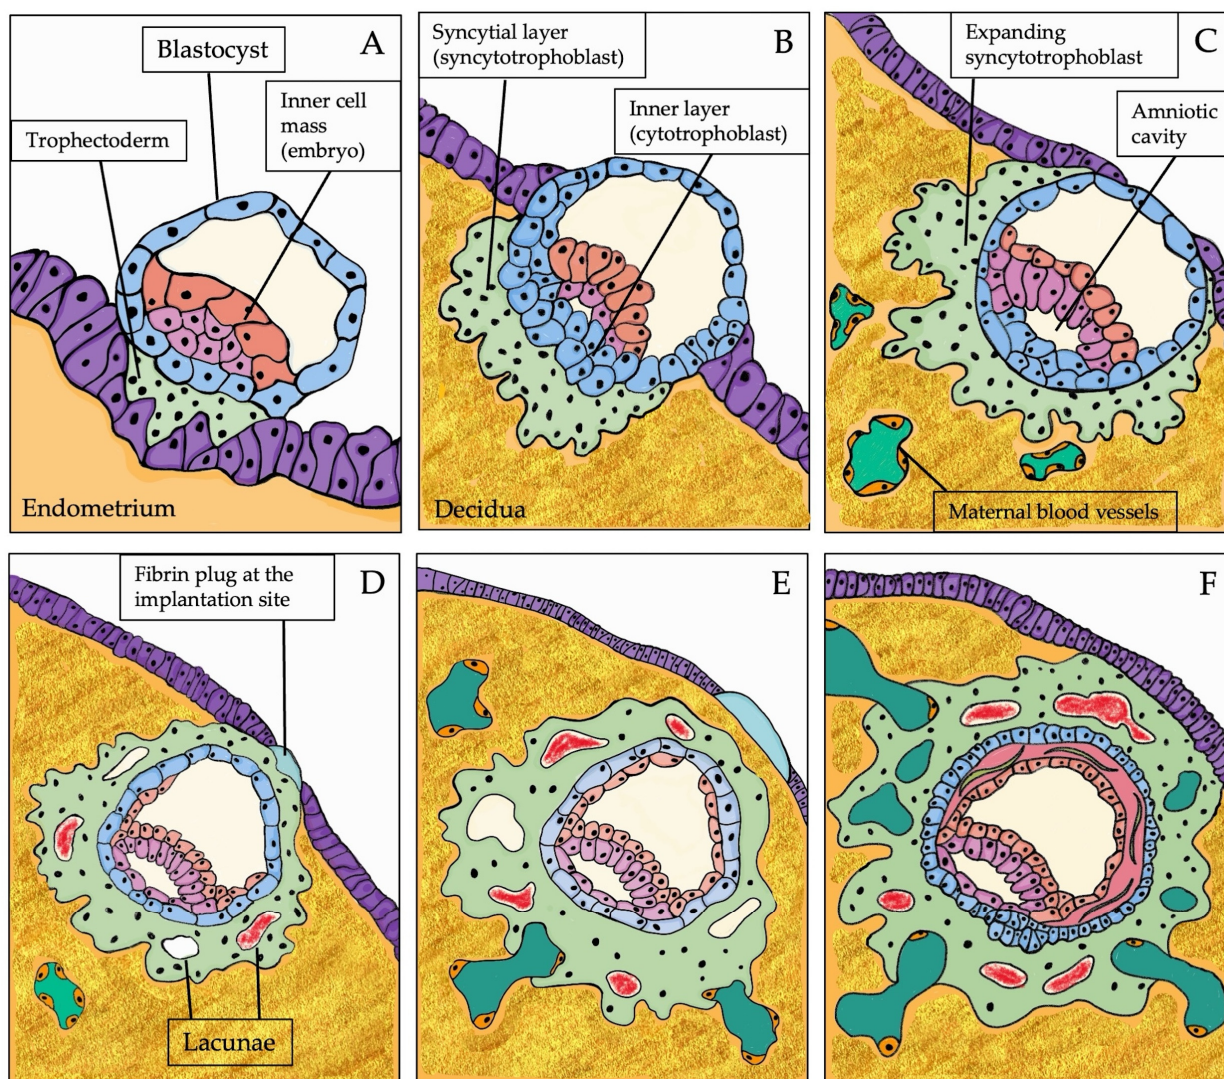 A
Blastocyst
Inner cell
mass
(embryo)
Trophectoderm
Endometrium
B
Syncytial layer
(syncytotrophoblast)
Inner layer
(cytotrophoblast)
Decidua
C
Expanding
syncytotrophoblast
Amniotic
cavity
Maternal blood vessels
D
Fibrin plug at the
implantation site
Lacunae
E
F